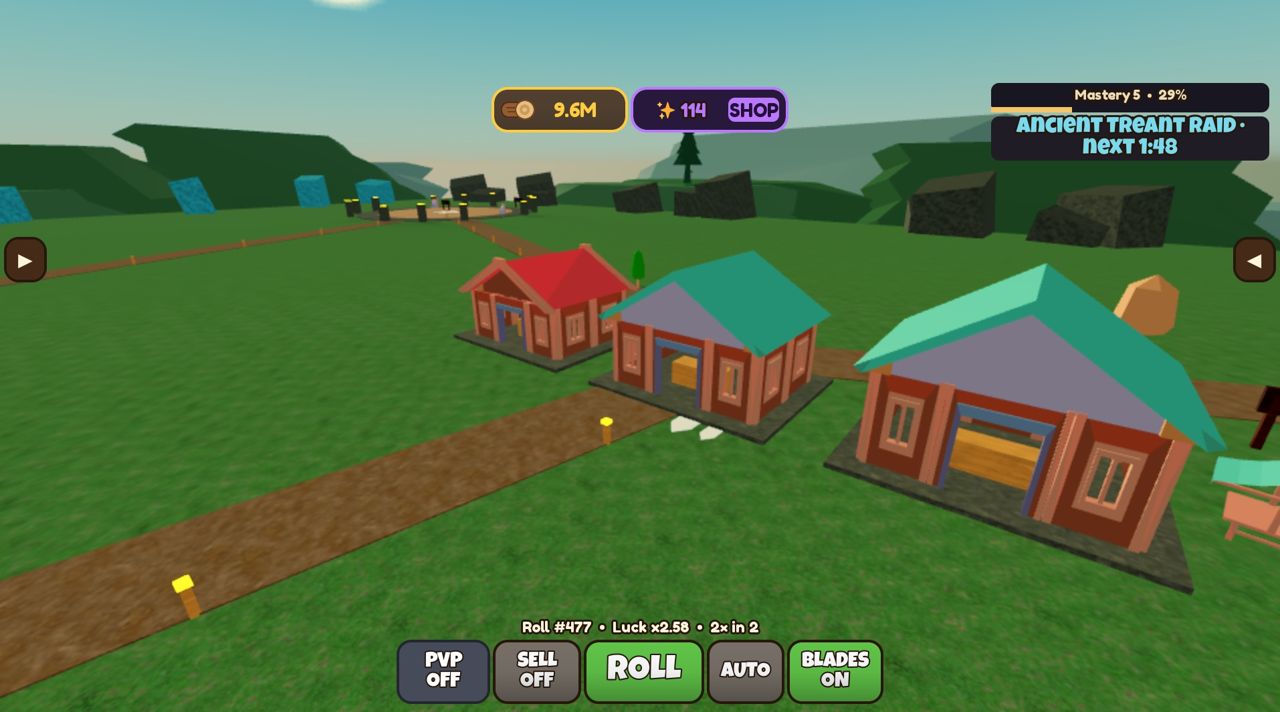 9.6M
114
SHOP
Mastery 5 • 29%
ANCIENT TREANT RAID •
next 1:48
Roll #477 • Luck x2.58 • 2x in 2
PVP
OFF
SELL
OFF
ROLL
AUTO
BLADES
ON